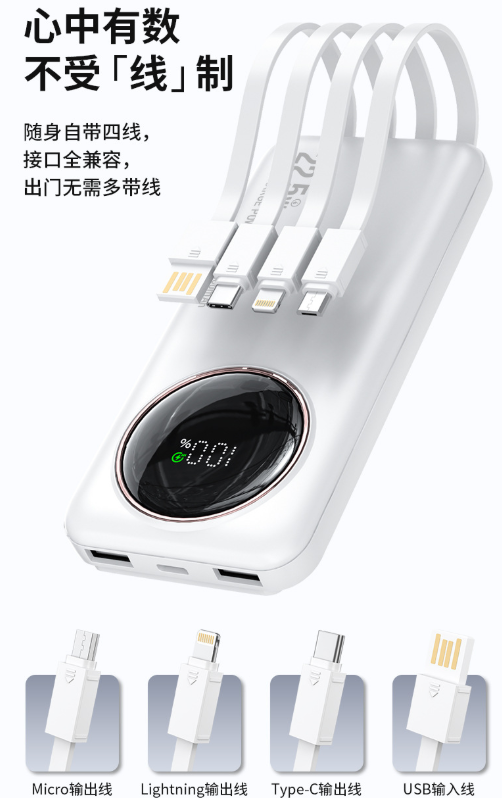 心中有数
不受「线」制
随身自带四线，
接口全兼容，
出门无需多带线
22.5
100%
Micro输出线
Lightning输出线
Type-C输出线
USB输入线